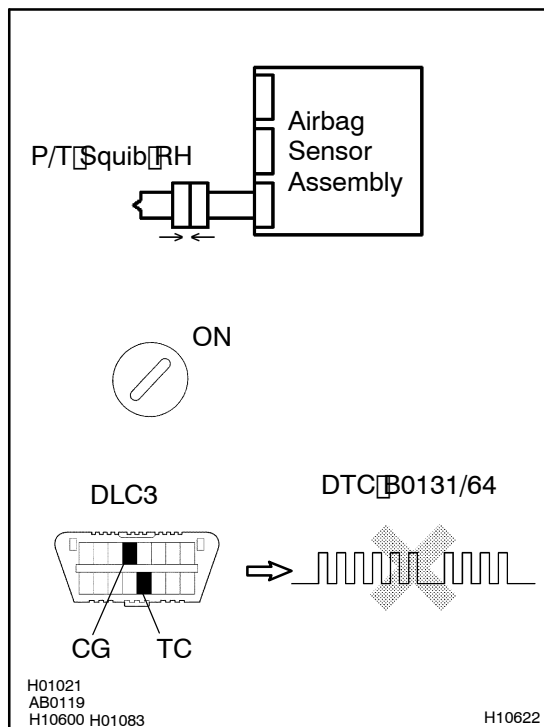 Airbag
Sensor
Assembly
P/T▯Squib▯RH
ON
DLC3
DTC▯B0131/64
CG
TC
H01021
AB0119
H10600 H01083
H10622